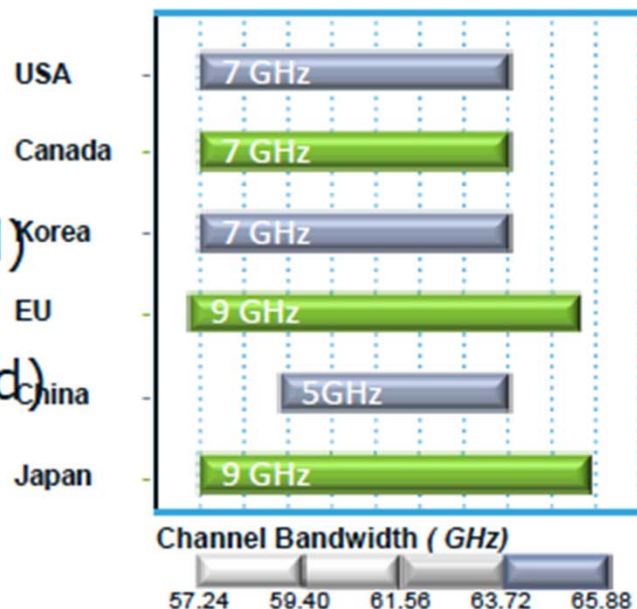 USA 7 GHz
Canada 7 GHz
)
Korea 7 GHz
EU 9 GHz
d)
China 5GHz
Japan 9 GHz
Channel Bandwidth ( GHz)
57.24 59.40 61.56 63.72 65.88